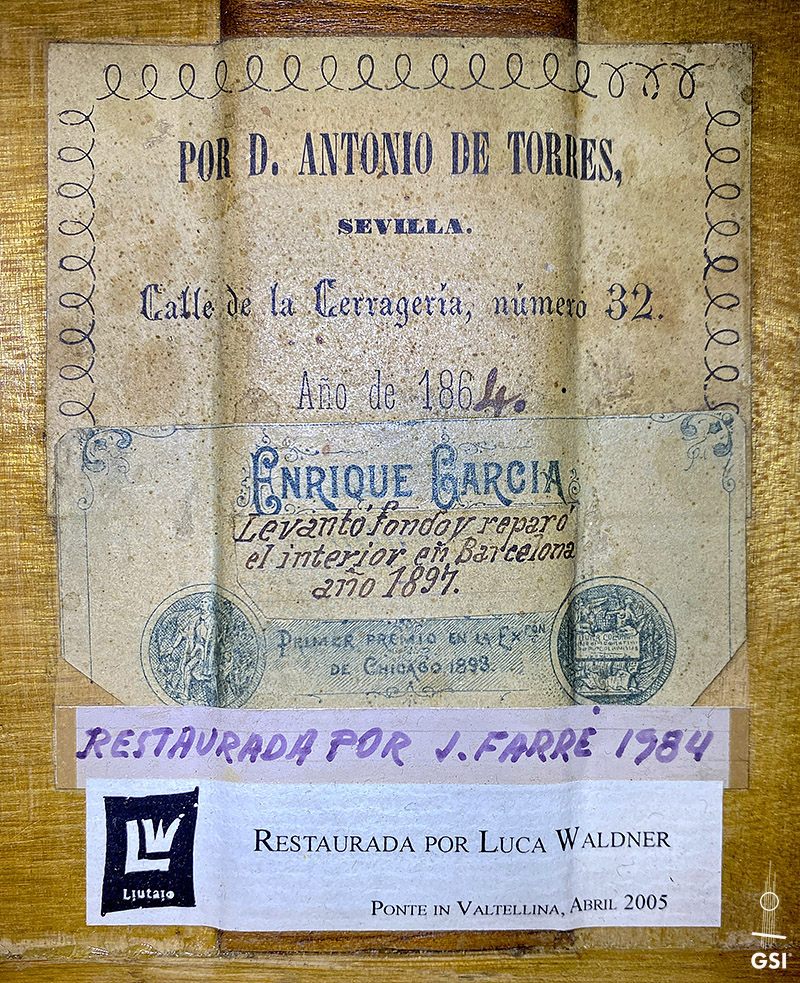 POR D. ANTONIO DE TORRES,
SEVILLA.
Calle de la Cerragería, número 32.
Año de 1864.
ENRIQUE GARCIA
Levantó fondo y reparó
el interior en Barcelona
año 1897.
PRIMER PREMIO EN LA EXPON.
DE CHICAGO 1893.
RESTAURADA POR J. FARRÉ 1984
LW
Liutaio
RESTAURADA POR LUCA WALDNER
PONTE IN VALTELLINA, ABRIL 2005
GSI